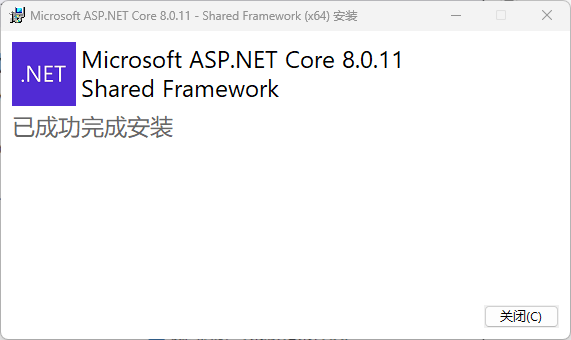 Microsoft ASP.NET Core 8.0.11 - Shared Framework (x64) 安装
.NET
Microsoft ASP.NET Core 8.0.11
Shared Framework
已成功完成安装
关闭(C)